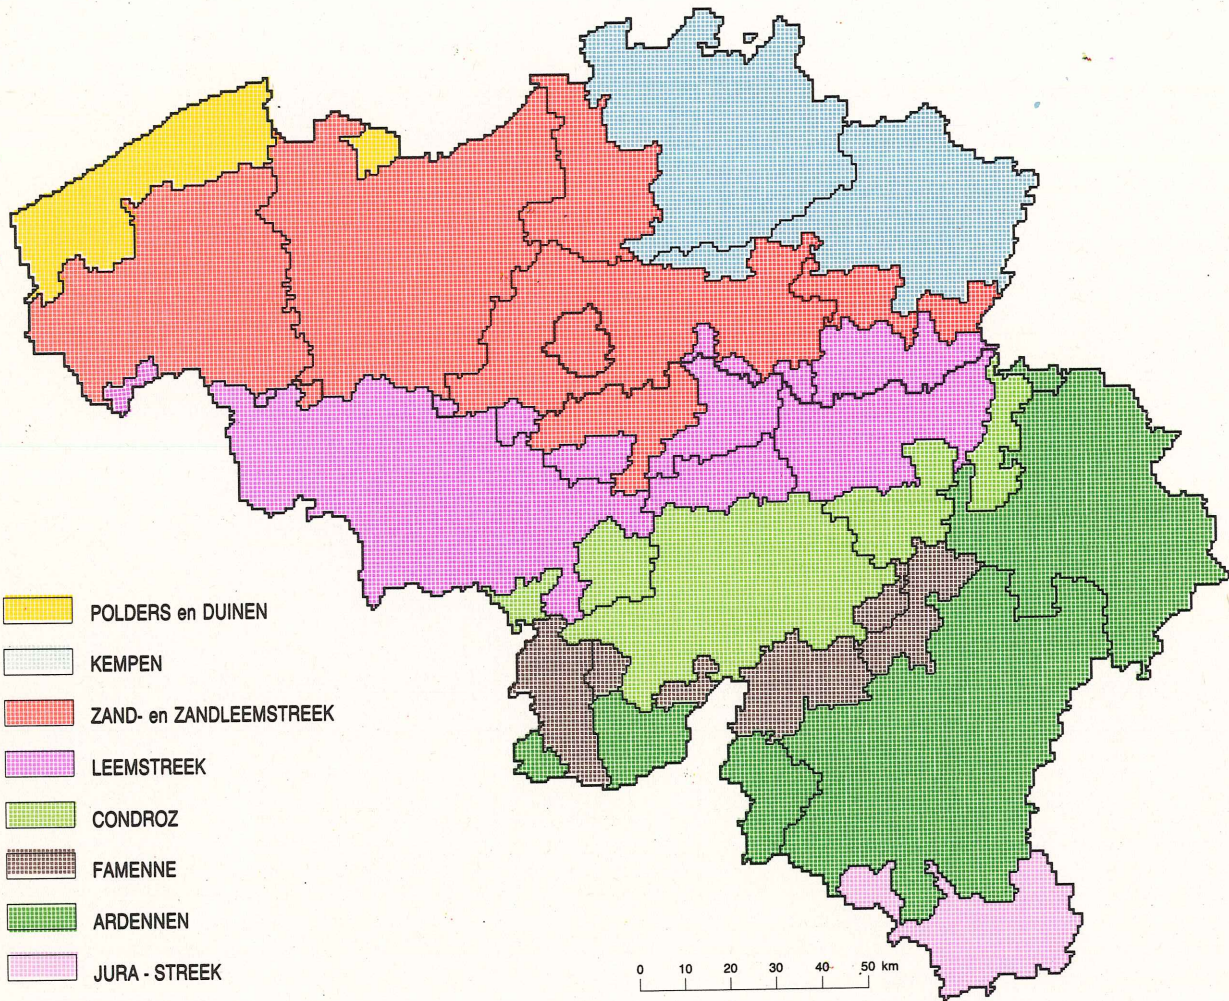 POLDERS en DUINEN
KEMPEN
ZAND- en ZANDLEEMSTREEK
LEEMSTREEK
CONDROZ
FAMENNE
ARDENNEN
JURA - STREEK
0 10 20 30 40 50 km